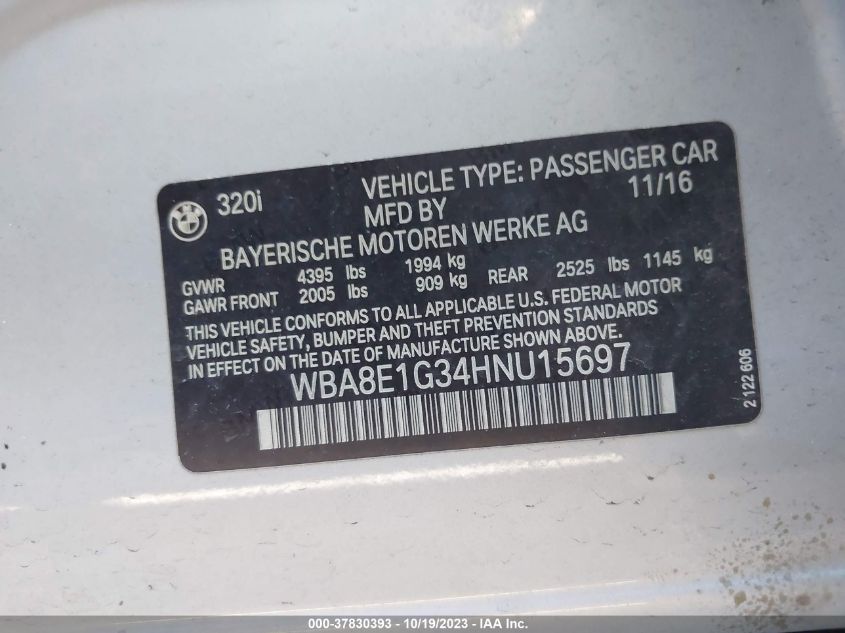 320i
VEHICLE TYPE: PASSENGER CAR
MFD BY 11/16
BAYERISCHE MOTOREN WERKE AG
GVWR 4395 lbs 1994 kg
GAWR FRONT 2005 lbs 909 kg REAR 2525 lbs 1145 kg
THIS VEHICLE CONFORMS TO ALL APPLICABLE U.S. FEDERAL MOTOR
VEHICLE SAFETY, BUMPER AND THEFT PREVENTION STANDARDS
IN EFFECT ON THE DATE OF MANUFACTURE SHOWN ABOVE.
WBA8E1G34HNU15697
2 122 606
000-37830393 - 10/19/2023 - IAA Inc.